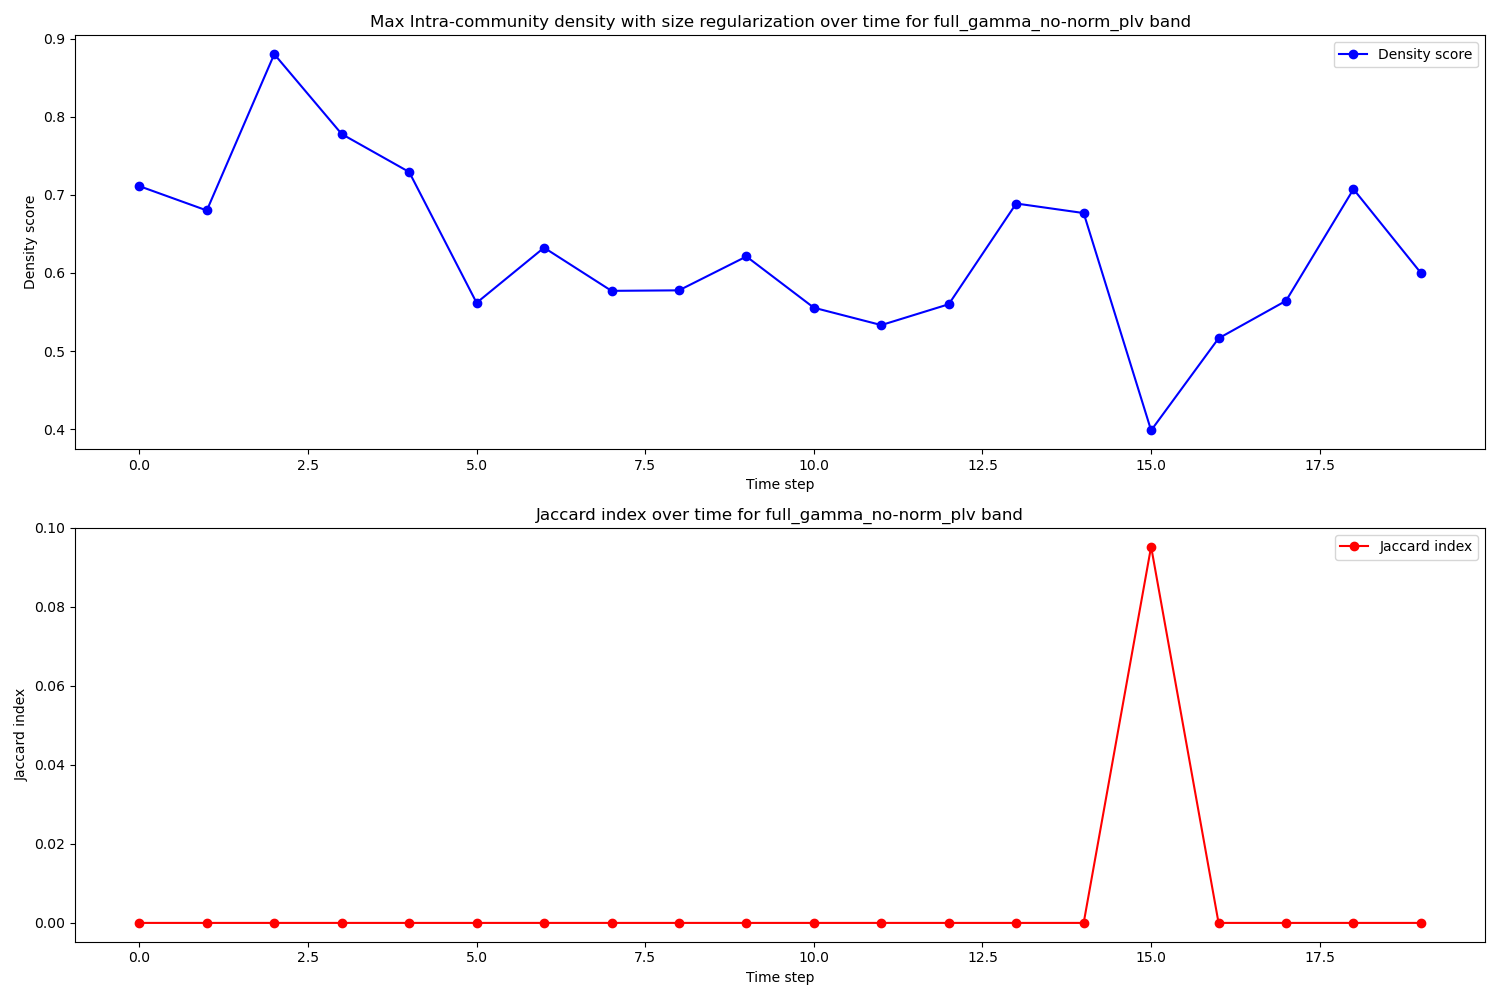 Max Intra-community density with size regularization over time for full_gamma_no-norm_plv band
Density score
0.9
0.8
0.7
0.6
0.5
0.4
Density score
0.0 2.5 5.0 7.5 10.0 12.5 15.0 17.5
Time step
Jaccard index over time for full_gamma_no-norm_plv band
Jaccard index
0.10
0.08
0.06
0.04
0.02
0.00
Jaccard index
0.0 2.5 5.0 7.5 10.0 12.5 15.0 17.5
Time step